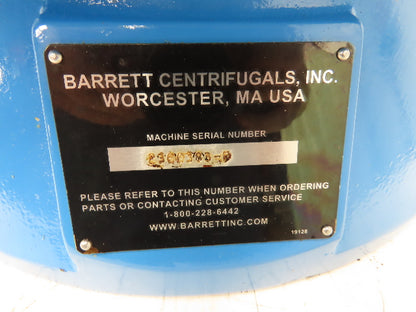 BARRETT CENTRIFUGALS, INC.
WORCESTER, MA USA
MACHINE SERIAL NUMBER
PLEASE REFER TO THIS NUMBER WHEN ORDERING
PARTS OR CONTACTING CUSTOMER SERVICE
1-800-228-6442
WWW.BARRETTINC.COM
19128